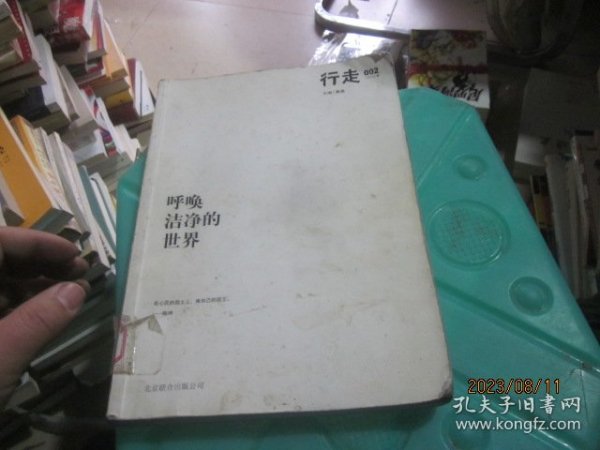 行走 002
呼唤
洁净的
世界
北京联合出版公司
2023/08/11
孔夫子旧书网
www.kongfz.com